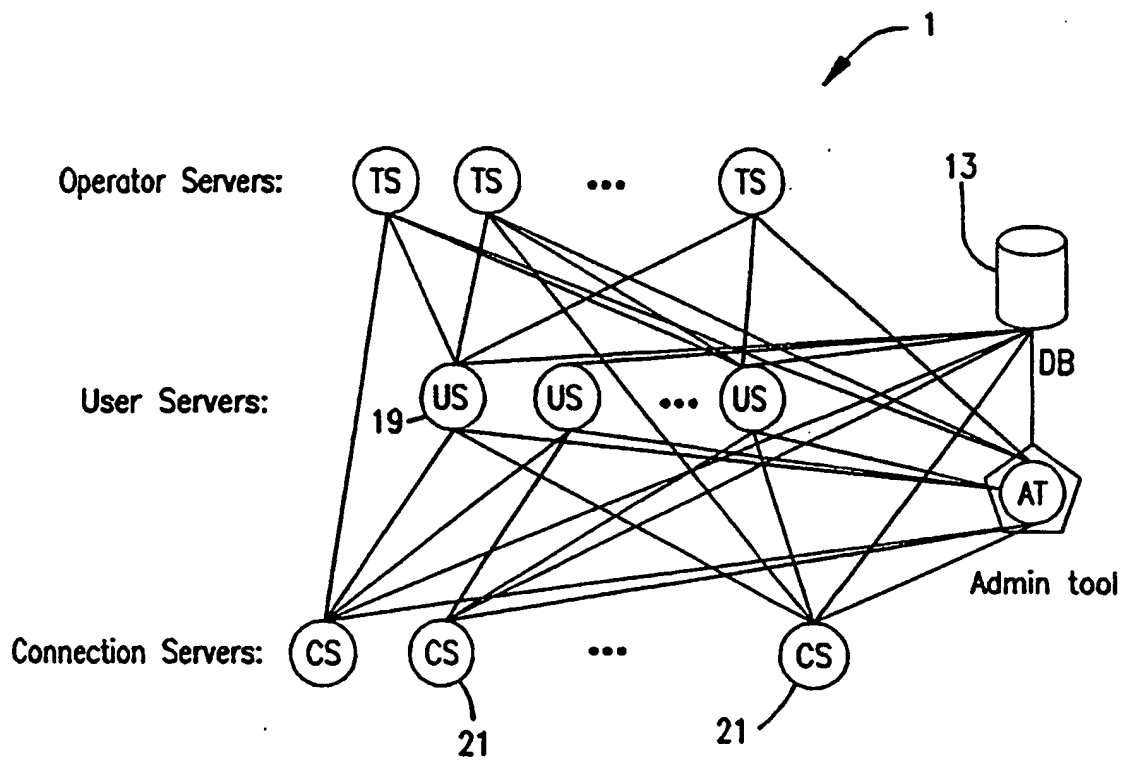 1
Operator Servers: TS TS ... TS
13
DB
User Servers: US US ... US
19
AT
Admin tool
Connection Servers: CS CS ... CS
21 21